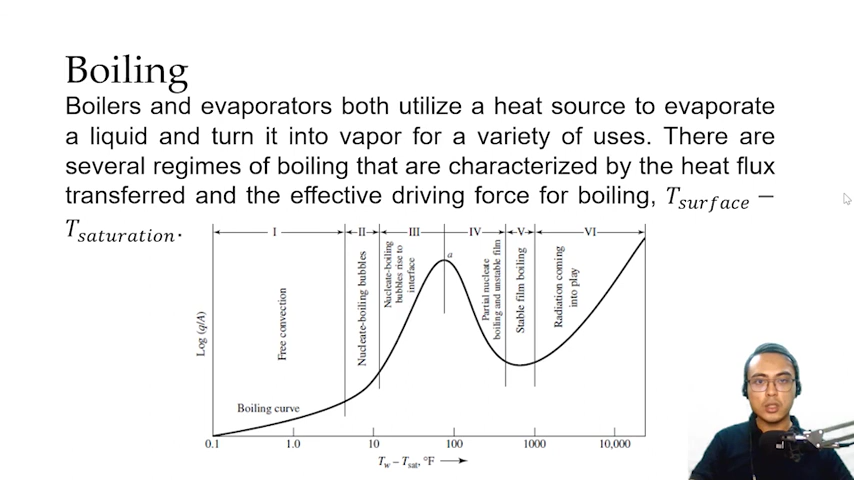 Boiling
Boilers and evaporators both utilize a heat source to evaporate
a liquid and turn it into vapor for a variety of uses. There are
several regimes of boiling that are characterized by the heat flux
transferred and the effective driving force for boiling, T_surface −
T_saturation.
I
II
III
IV
V
VI
Free convection
Nucleate-boiling bubbles
Nucleate-boiling
bubbles rise to
interface
a
Partial nucleate
boiling and unstable film
Stable film boiling
Radiation coming
into play
Log (q/A)
Boiling curve
0.1 1.0 10 100 1000 10,000
T_w – T_sat, °F